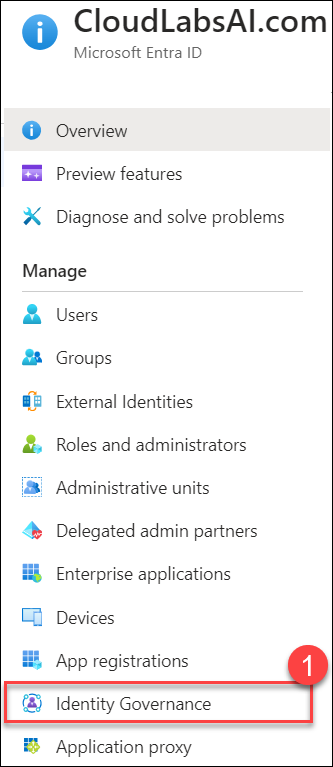 CloudLabsAI.com
Microsoft Entra ID
Overview
Preview features
Diagnose and solve problems
Manage
Users
Groups
External Identities
Roles and administrators
Administrative units
Delegated admin partners
Enterprise applications
Devices
App registrations
1
Identity Governance
Application proxy